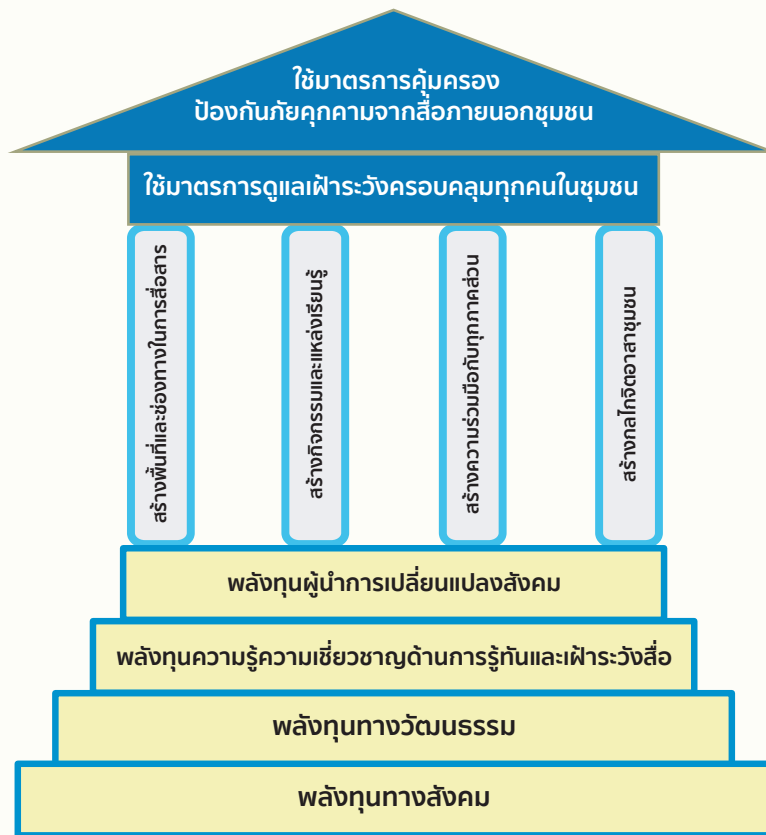 ใช้มาตรการคุ้มครอง
ป้องกันภัยคุกคามจากสื่อภายนอกชุมชน
ใช้มาตรการดูแลเฝ้าระวังครอบคลุมทุกคนในชุมชน
สร้างพื้นที่และช่องทางในการสื่อสาร
สร้างกิจกรรมและแหล่งเรียนรู้
สร้างความร่วมมือกับทุกภาคส่วน
สร้างกลไกจิตอาสาชุมชน
พลังทุนผู้นำการเปลี่ยนแปลงสังคม
พลังทุนความรู้ความเชี่ยวชาญด้านการรู้ทันและเฝ้าระวังสื่อ
พลังทุนทางวัฒนธรรม
พลังทุนทางสังคม